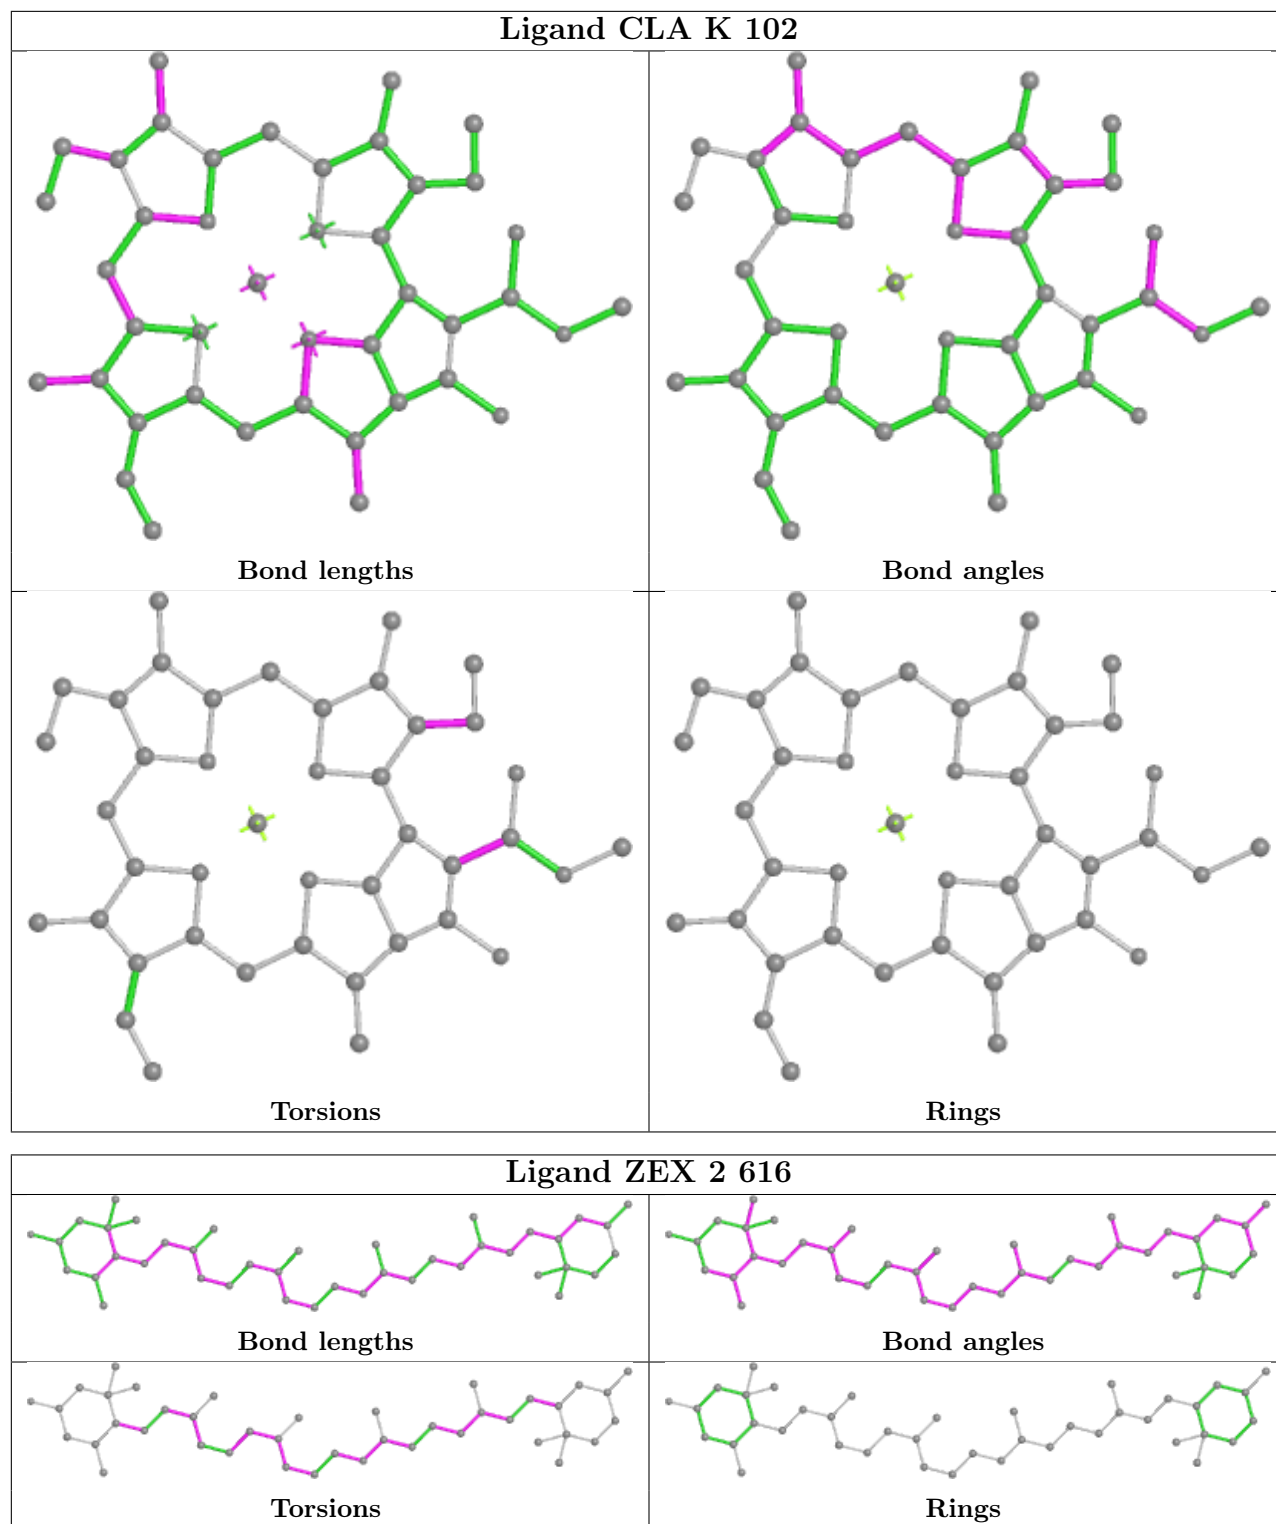 Ligand CLA K 102
Bond lengths
Bond angles
Torsions
Rings
Ligand ZEX 2 616
Bond lengths
Bond angles
Torsions
Rings